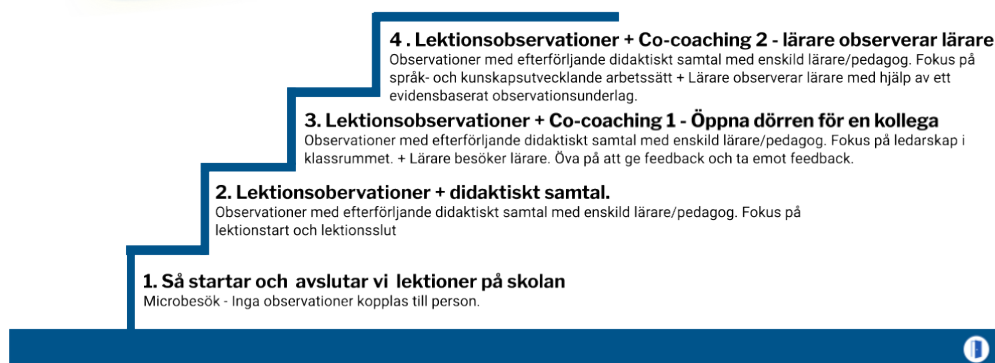 4 . Lektionsobservationer + Co-coaching 2 - lärare observerar lärare
Observationer med efterförljande didaktiskt samtal med enskild lärare/pedagog. Fokus på
språk- och kunskapsutvecklande arbetssätt + Lärare observerar lärare med hjälp av ett
evidensbaserat observationsunderlag.
3. Lektionsobservationer + Co-coaching 1 - Öppna dörren för en kollega
Observationer med efterförljande didaktiskt samtal med enskild lärare/pedagog. Fokus på ledarskap i
klassrummet. + Lärare besöker lärare. Öva på att ge feedback och ta emot feedback.
2. Lektionsobervationer + didaktiskt samtal.
Observationer med efterförljande didaktiskt samtal med enskild lärare/pedagog. Fokus på
lektionstart och lektionsslut
1. Så startar och avslutar vi lektioner på skolan
Microbesök - Inga observationer kopplas till person.